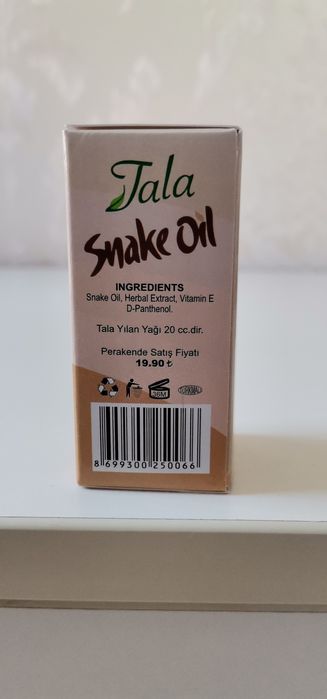 Tala
Snake Oil
INGREDIENTS
Snake Oil, Herbal Extract, Vitamin E
D-Panthenol.
Tala Yılan Yağı 20 cc.dir.
Perakende Satış Fiyatı
19.90 ₺
36M
TÜRKMALI
8 699300 250066